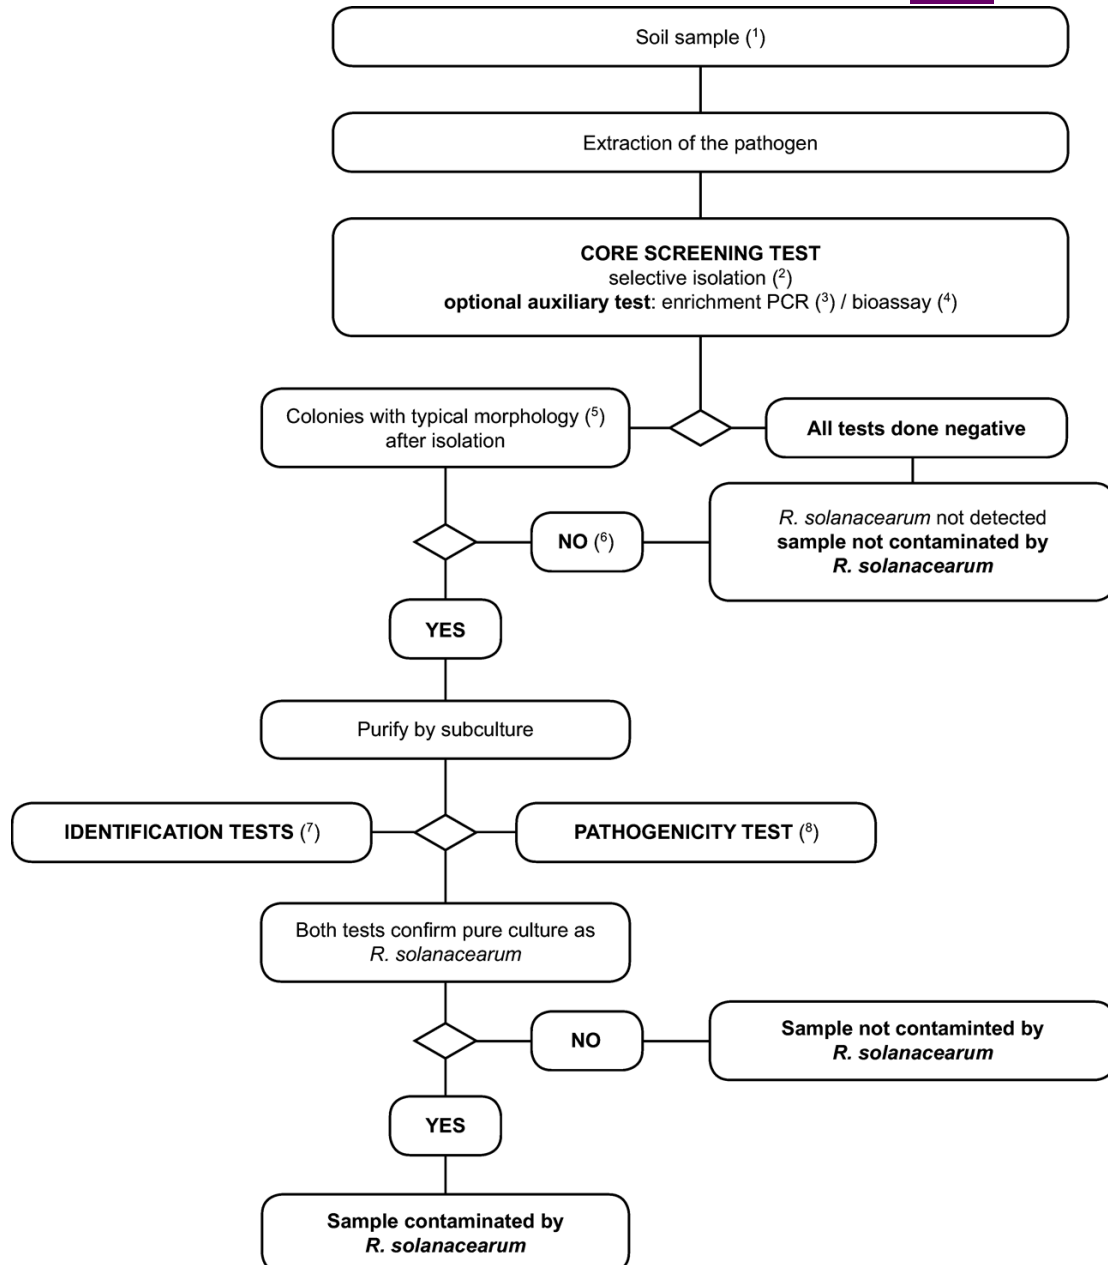 Soil sample (¹)
Extraction of the pathogen
CORE SCREENING TEST
selective isolation (²)
optional auxiliary test: enrichment PCR (³) / bioassay (⁴)
Colonies with typical morphology (⁵)
after isolation
All tests done negative
NO (⁶)
R. solanacearum not detected
sample not contaminated by
R. solanacearum
YES
Purify by subculture
IDENTIFICATION TESTS (⁷)
PATHOGENICITY TEST (⁸)
Both tests confirm pure culture as
R. solanacearum
NO
Sample not contaminted by
R. solanacearum
YES
Sample contaminated by
R. solanacearum